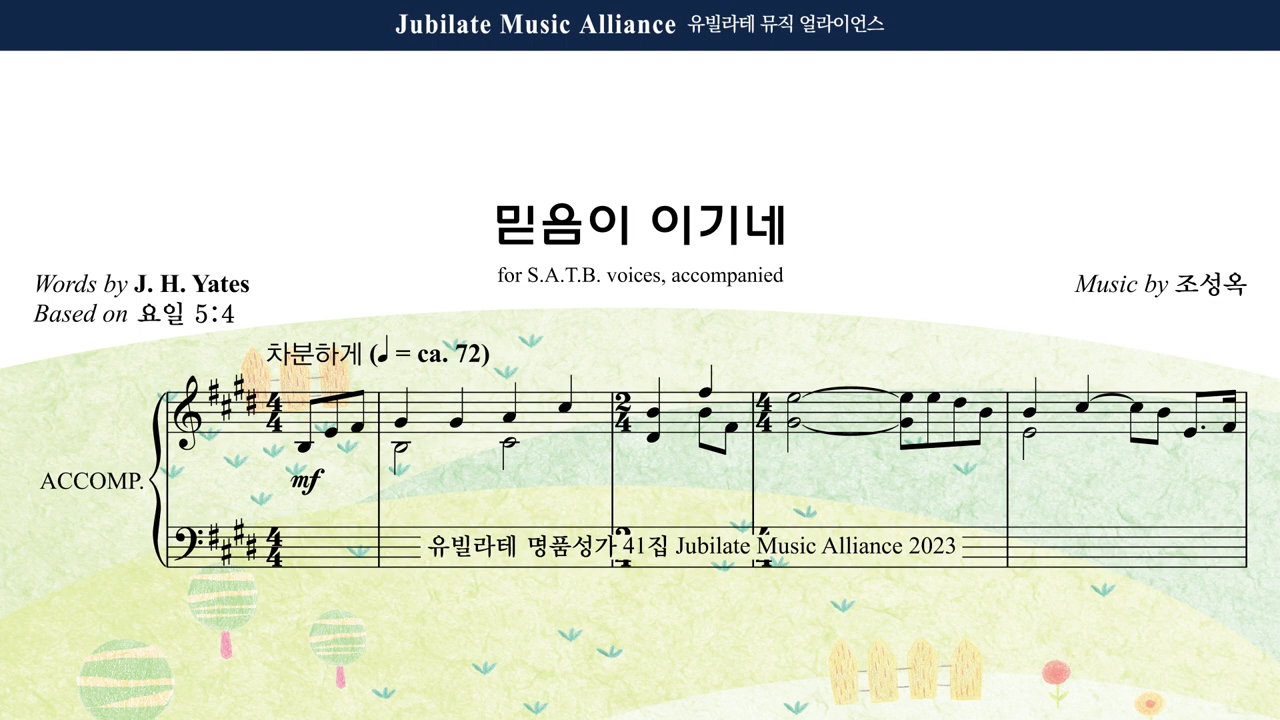 Jubilate Music Alliance 유빌라테 뮤직 얼라이언스
믿음이 이기네
for S.A.T.B. voices, accompanied
Words by J. H. Yates
Based on 요일 5:4
Music by 조성옥
차분하게 (♩ = ca. 72)
ACCOMP.
mf
유빌라테 명품성가 41집 Jubilate Music Alliance 2023